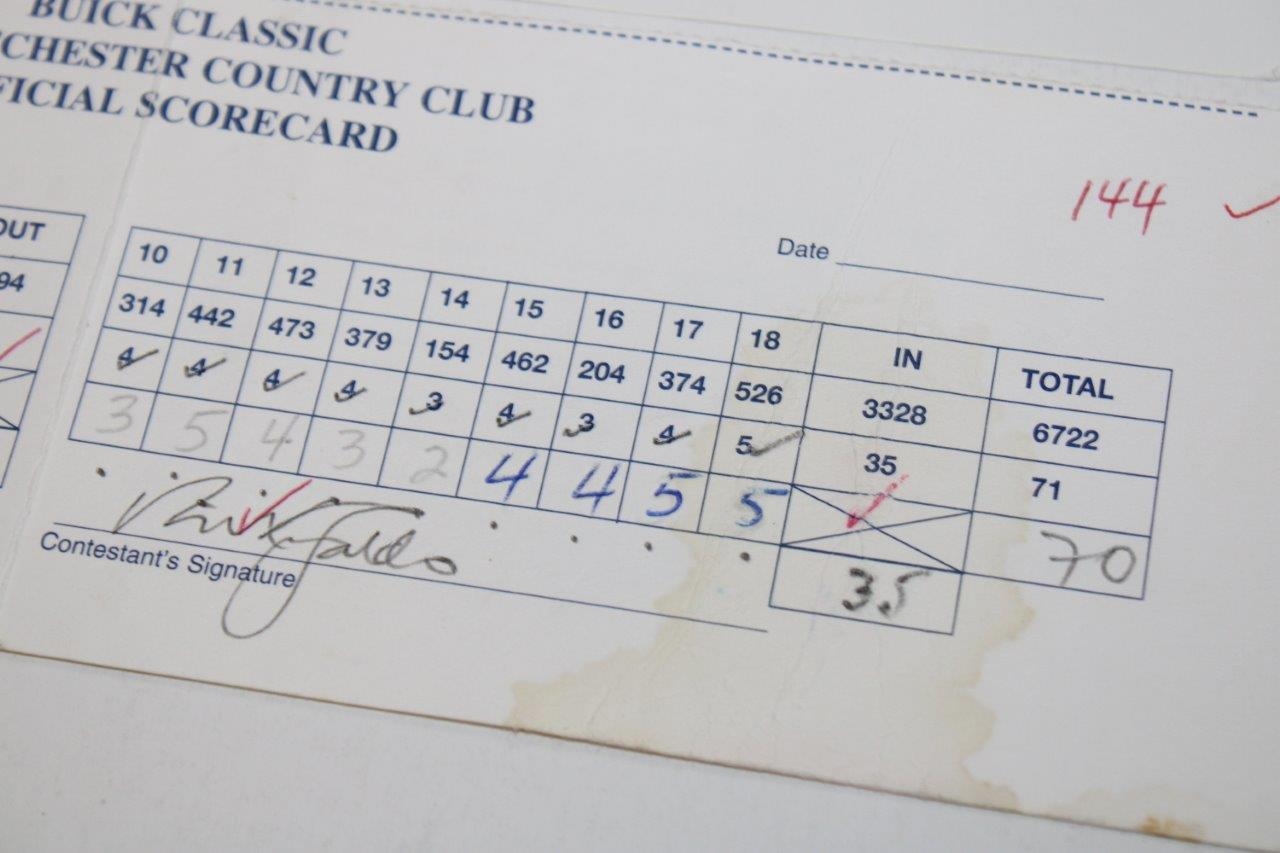 BUICK CLASSIC
CHESTER COUNTRY CLUB
FICIAL SCORECARD
144
Date
OUT 10 11 12 13 14 15 16 17 18 IN TOTAL
94 314 442 473 379 154 462 204 374 526 3328 6722
4 4 4 4 3 4 3 4 5 35 71
3 5 4 3 2 4 4 5 5 70
35
Nick Faldo
Contestant's Signature